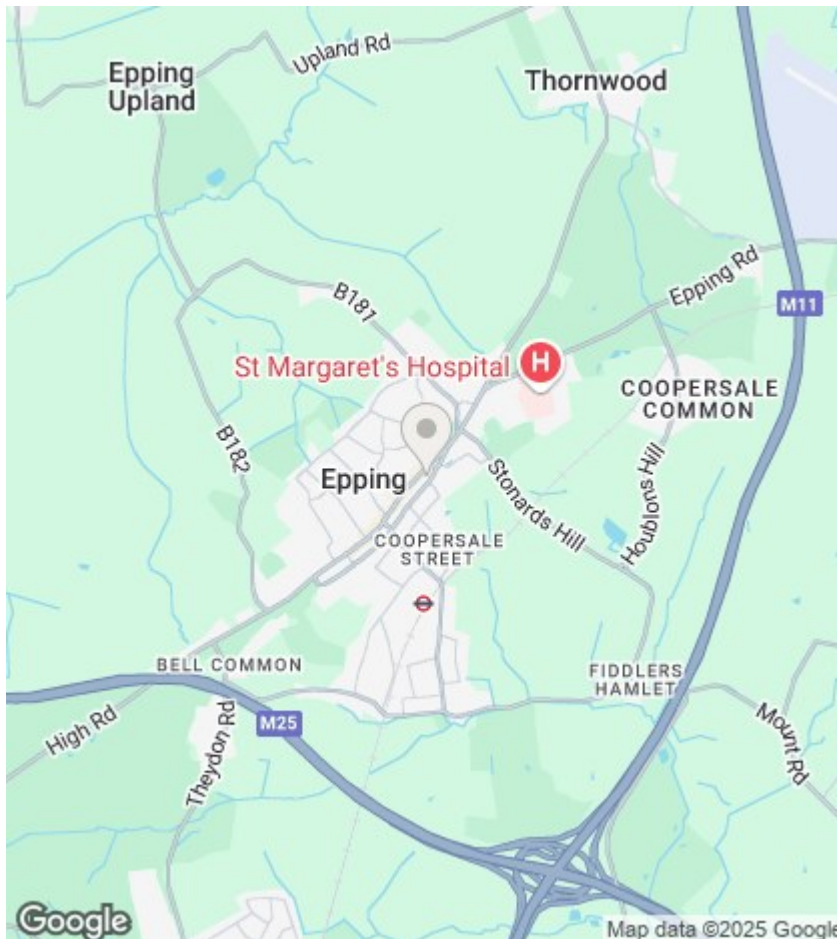 Upland Rd
Epping
Upland
Thornwood
Epping Rd
B181
M11
St Margaret's Hospital
H
COOPERSALE
COMMON
B182
Epping
Stonards Hill
Houblons Hill
COOPERSALE
STREET
BELL COMMON
FIDDLERS
HAMLET
High Rd
M25
Theydon Rd
Mount Rd
Google
Map data ©2025 Google